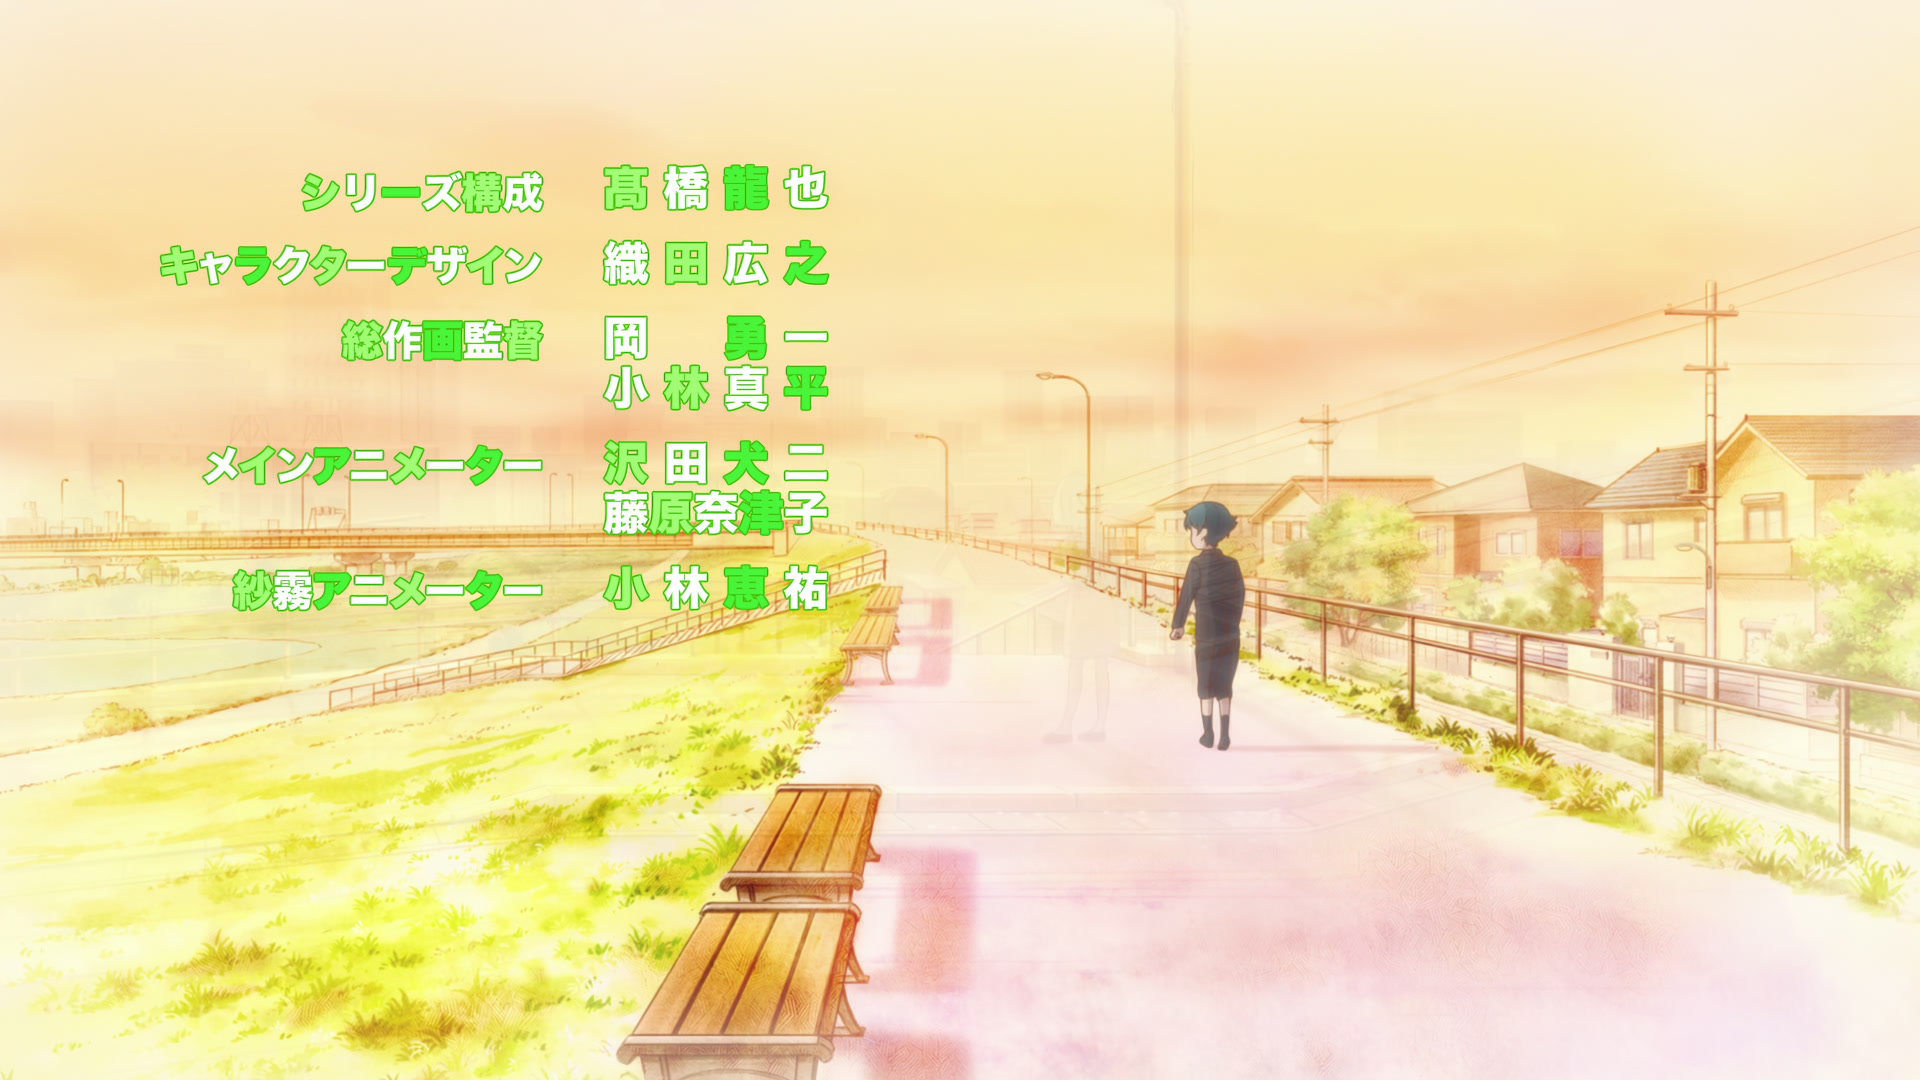 シリーズ構成 髙橋龍也
キャラクターデザイン 織田広之
総作画監督 岡 勇一
小林真平
メインアニメーター 沢田犬二
藤原奈津子
紗霧アニメーター 小林恵祐